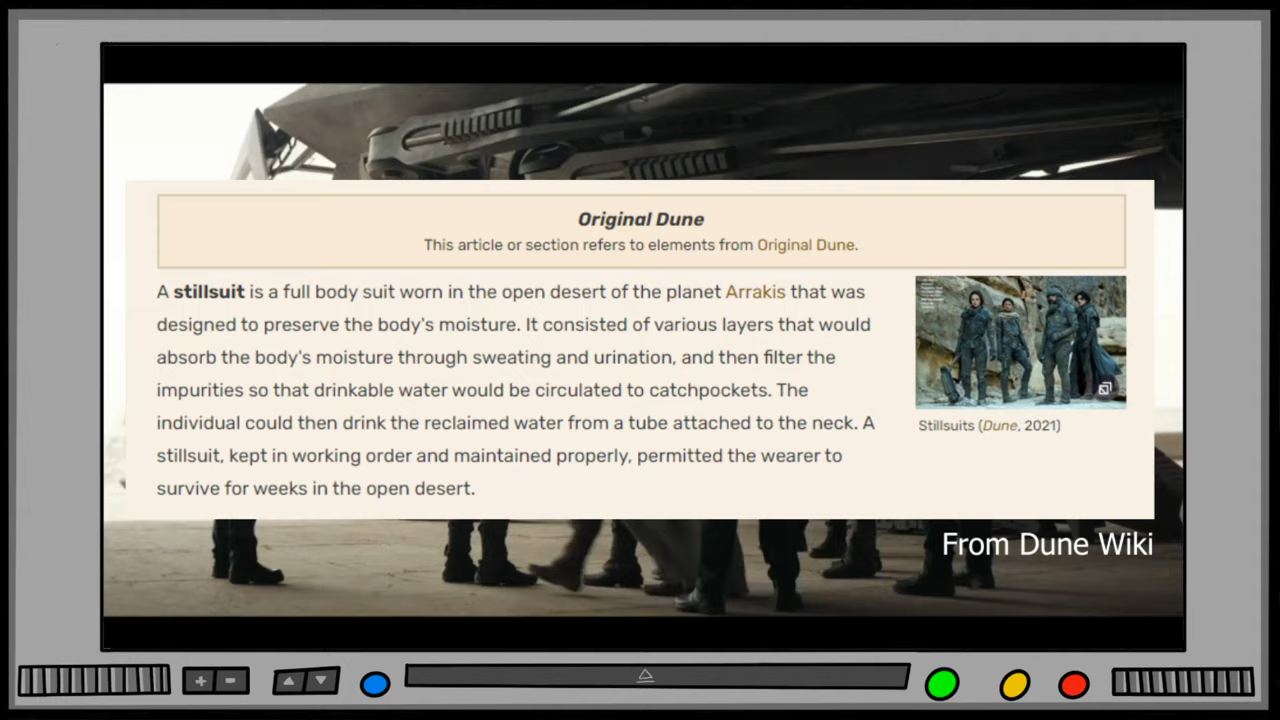 Original Dune
This article or section refers to elements from Original Dune.
A stillsuit is a full body suit worn in the open desert of the planet Arrakis that was
designed to preserve the body's moisture. It consisted of various layers that would
absorb the body's moisture through sweating and urination, and then filter the
impurities so that drinkable water would be circulated to catchpockets. The
individual could then drink the reclaimed water from a tube attached to the neck. A
stillsuit, kept in working order and maintained properly, permitted the wearer to
survive for weeks in the open desert.
Stillsuits (Dune, 2021)
From Dune Wiki